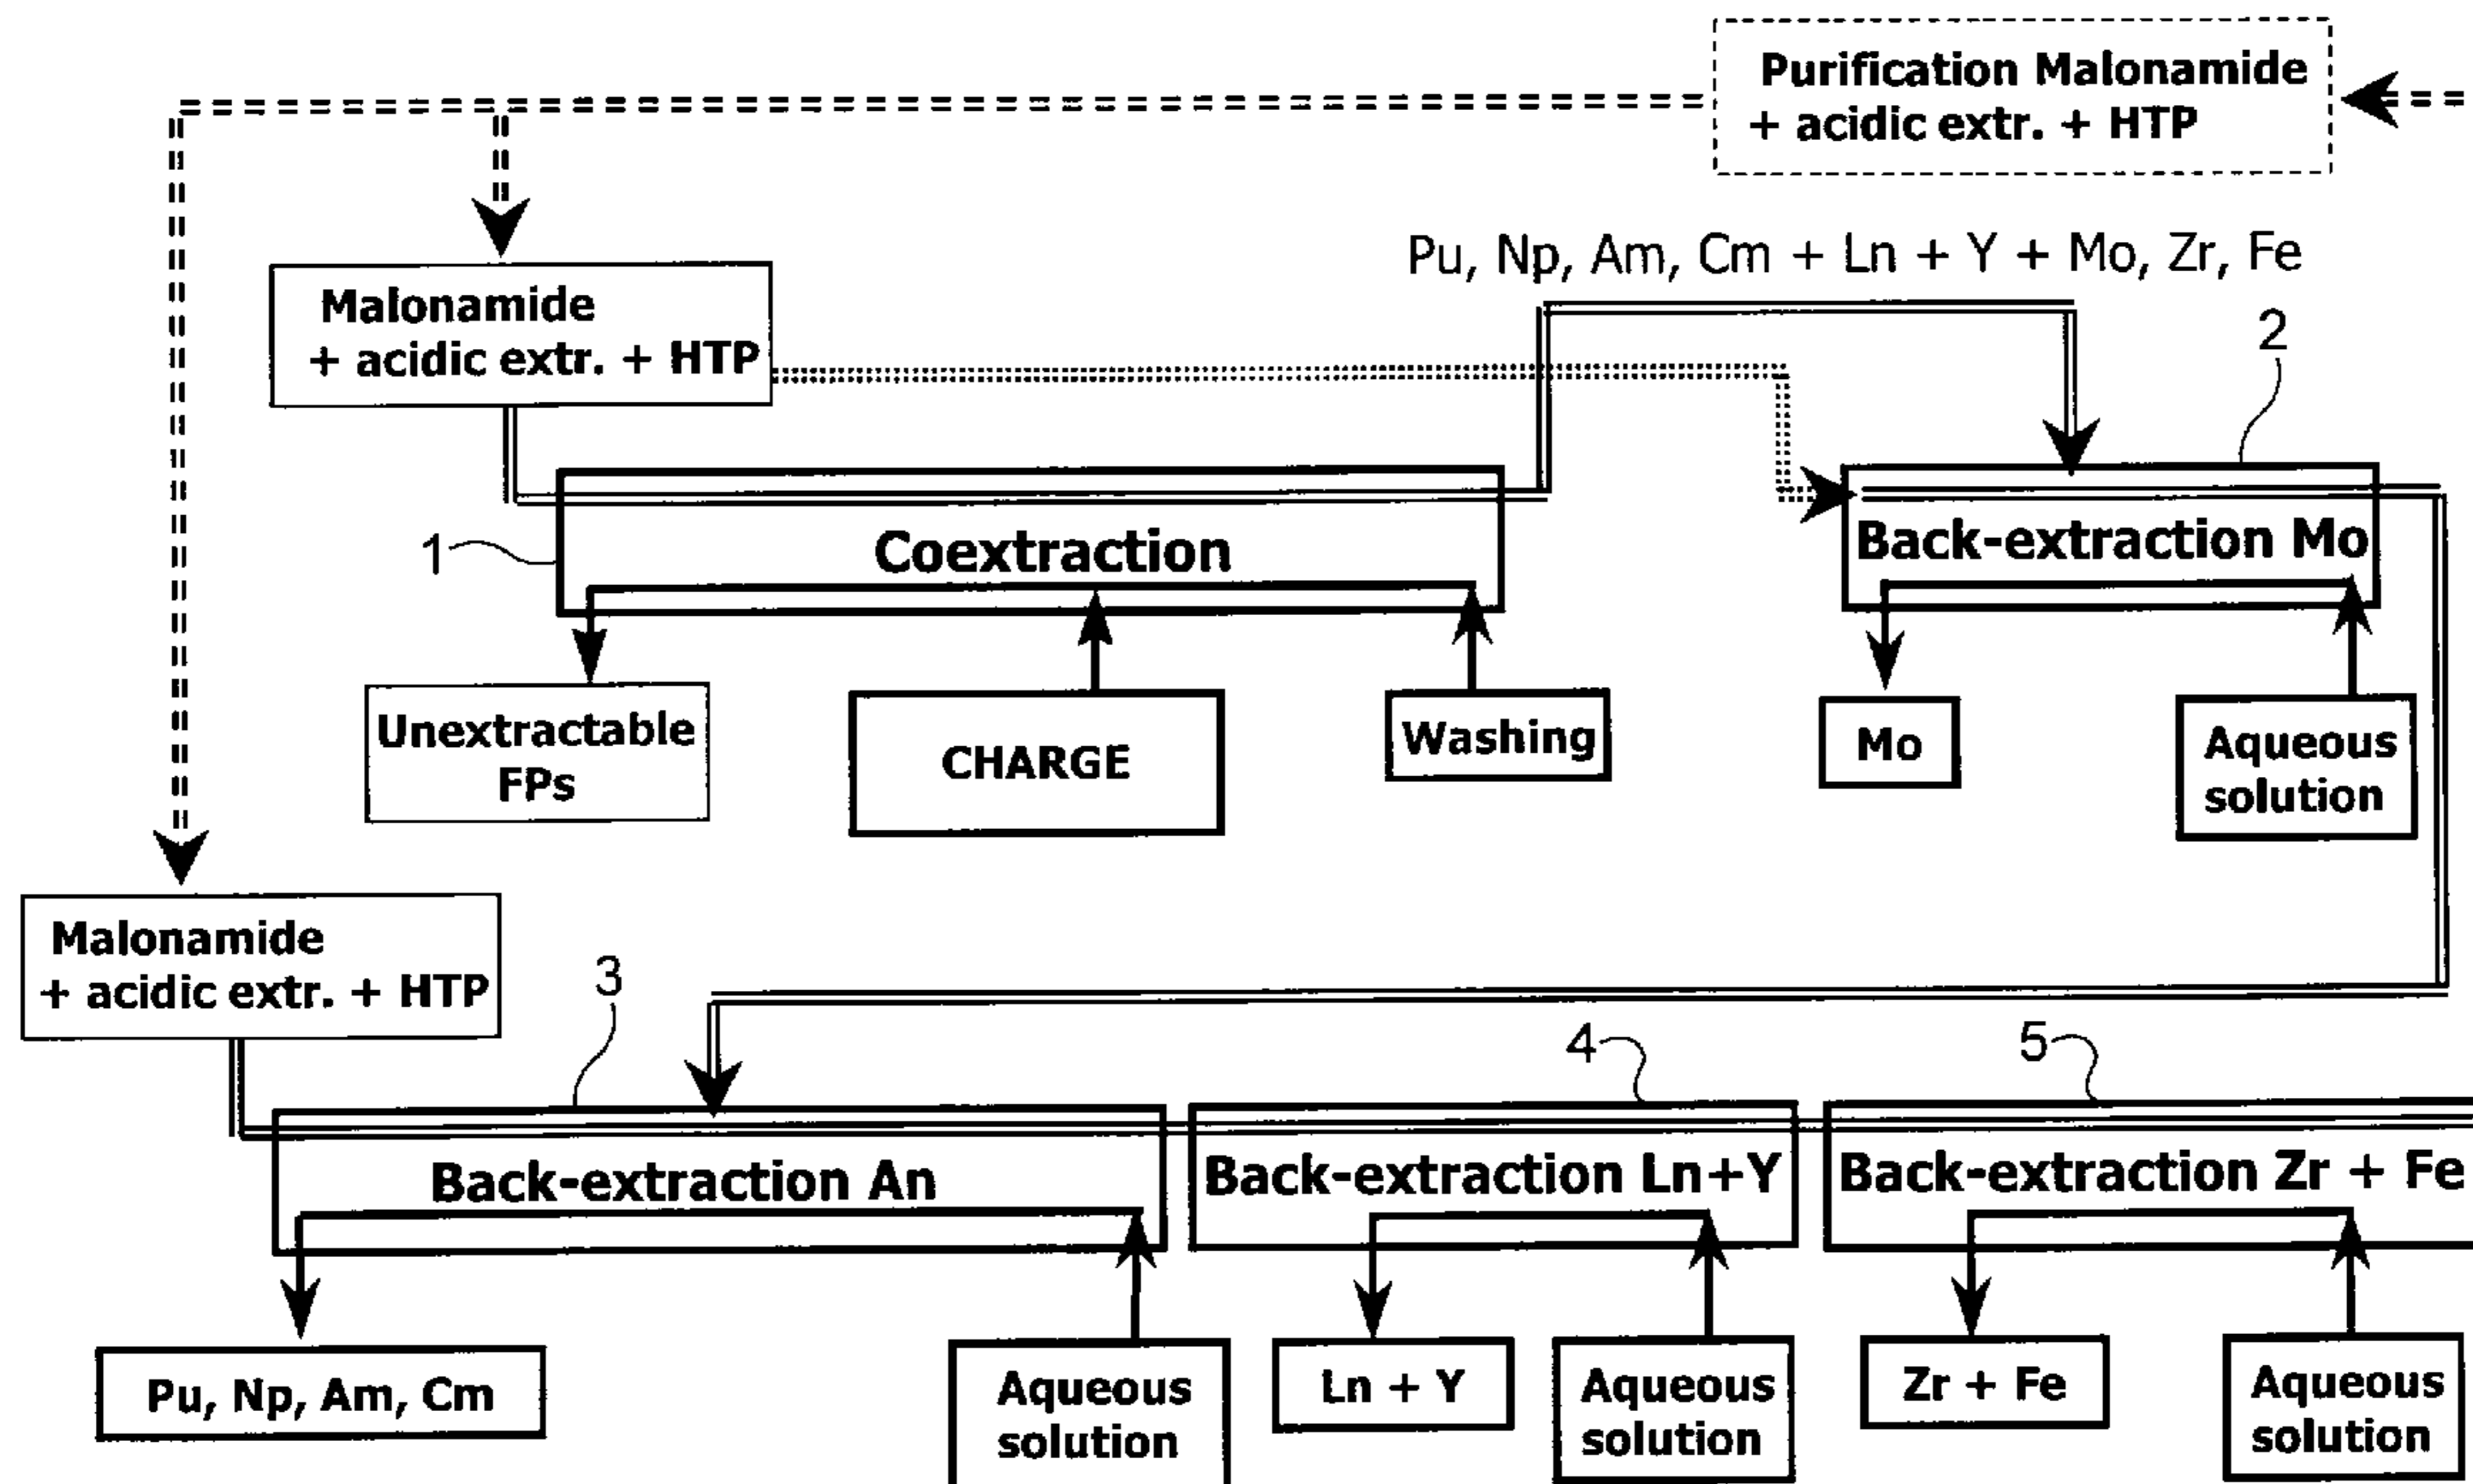 Purification Malonamide
+ acidic extr. + HTP
Pu, Np, Am, Cm + Ln + Y + Mo, Zr, Fe
Malonamide
+ acidic extr. + HTP
2
1
Coextraction
Back-extraction Mo
Unextractable
FPs
CHARGE
Washing
Mo
Aqueous
solution
Malonamide
+ acidic extr. + HTP
3
4
5
Back-extraction An
Back-extraction Ln+Y
Back-extraction Zr + Fe
Pu, Np, Am, Cm
Aqueous
solution
Ln + Y
Aqueous
solution
Zr + Fe
Aqueous
solution